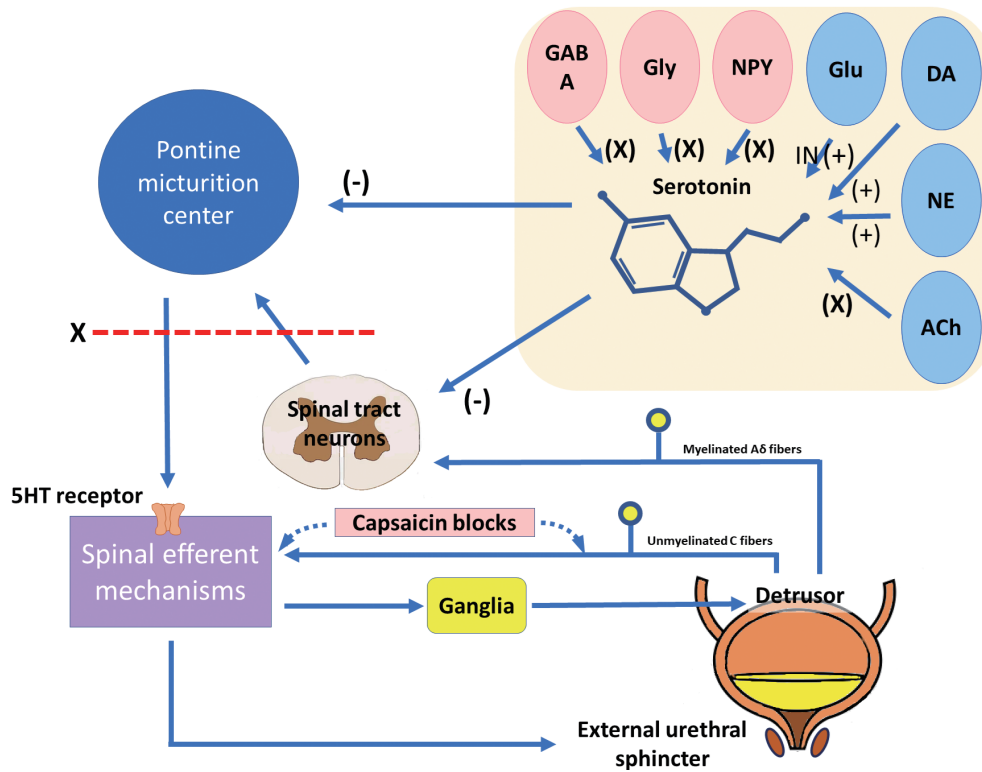 GAB
A
Gly
NPY
Glu
DA
(X)
(X)
(X)
IN (+)
(+)
(+)
NE
Serotonin
(X)
ACh
Pontine
micturition
center
(-)
X
(-)
Spinal tract
neurons
Myelinated Aδ fibers
5HT receptor
Capsaicin blocks
Unmyelinated C fibers
Spinal efferent
mechanisms
Ganglia
Detrusor
External urethral
sphincter